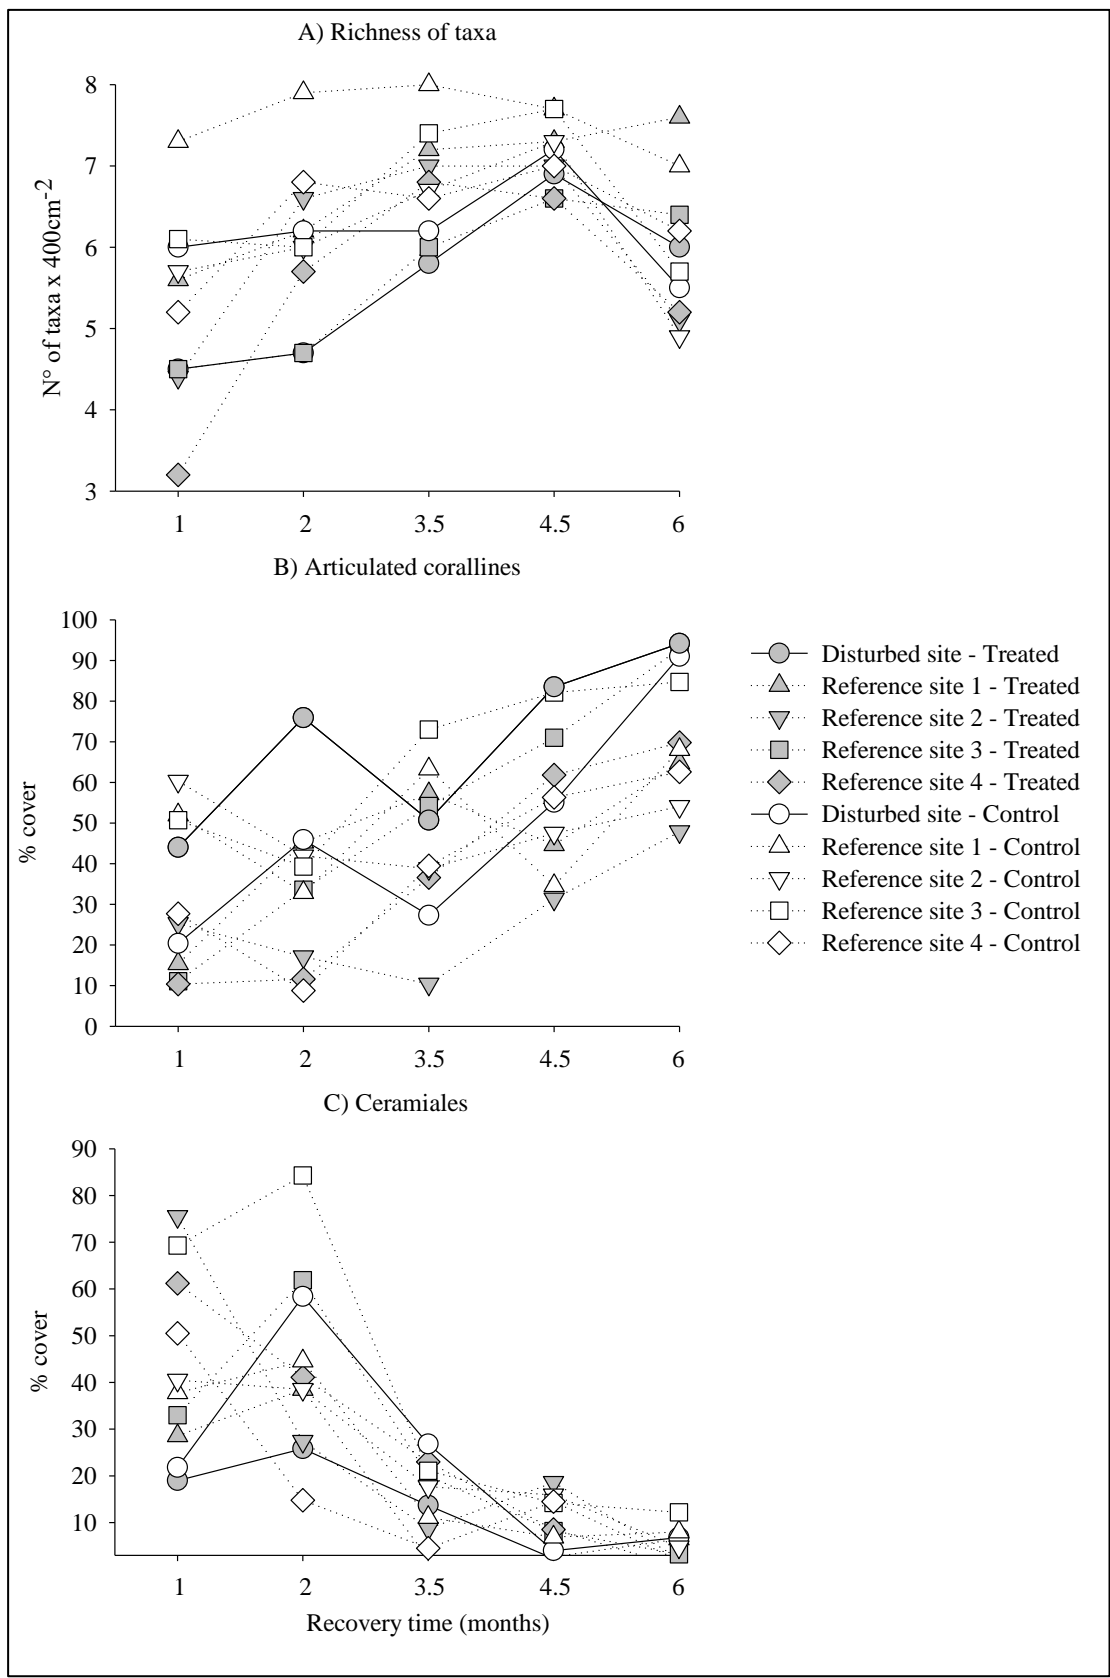 A) Richness of taxa
8
7
6
5
4
3
N° of taxa x 400cm-2
1 2 3.5 4.5 6
B) Articulated corallines
100
90
80
70
60
50
40
30
20
10
0
% cover
1 2 3.5 4.5 6
Disturbed site - Treated
Reference site 1 - Treated
Reference site 2 - Treated
Reference site 3 - Treated
Reference site 4 - Treated
Disturbed site - Control
Reference site 1 - Control
Reference site 2 - Control
Reference site 3 - Control
Reference site 4 - Control
C) Ceramiales
90
80
70
60
50
40
30
20
10
% cover
1 2 3.5 4.5 6
Recovery time (months)